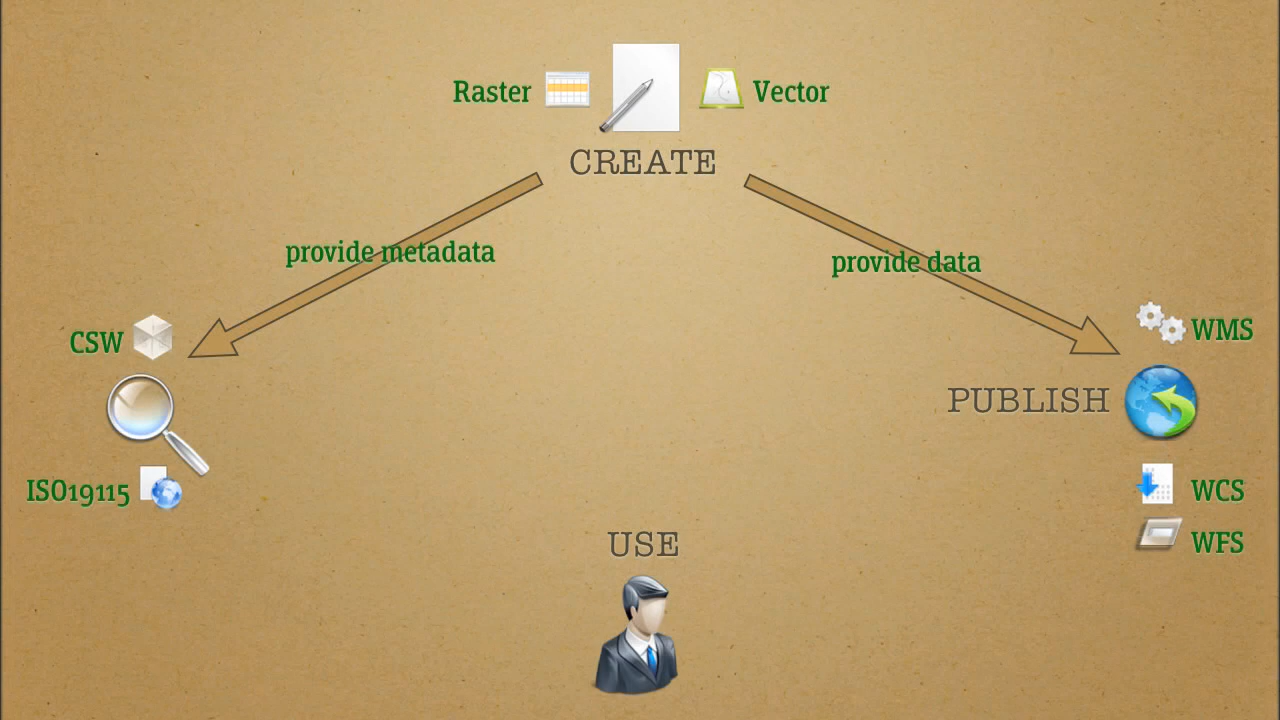 Raster
Vector
CREATE
provide metadata
provide data
CSW
WMS
PUBLISH
ISO19115
WCS
WFS
USE